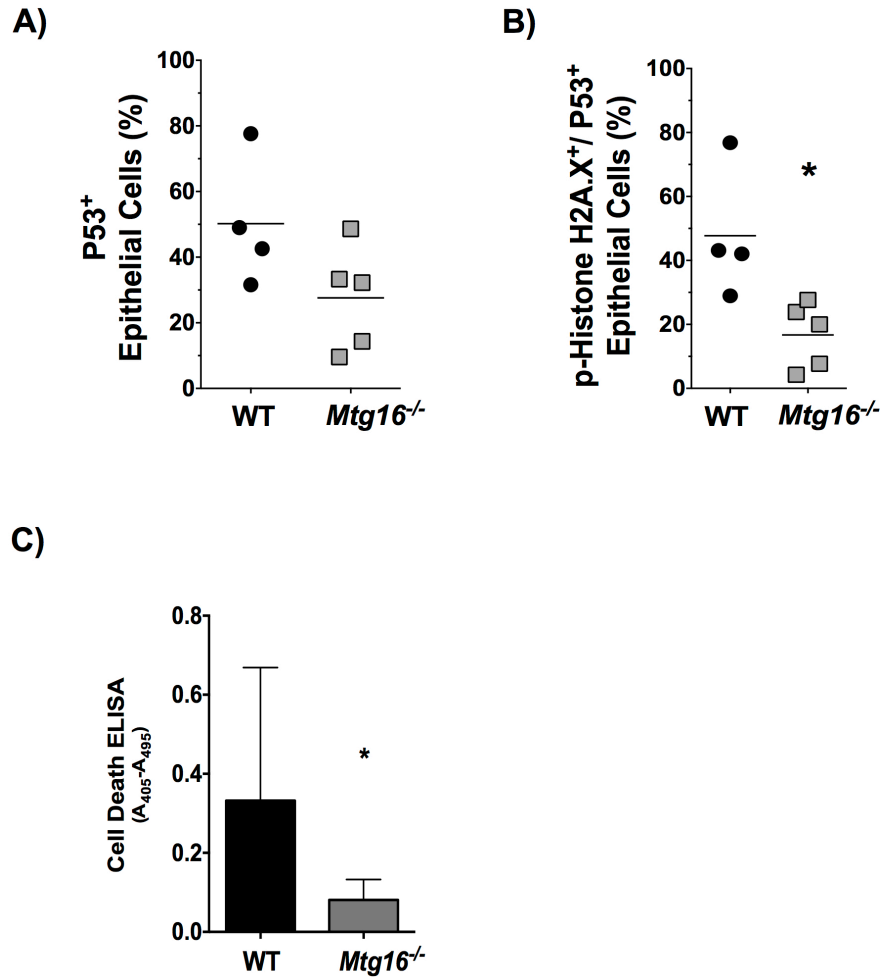 A)
P53+
Epithelial Cells (%)
100
80
60
40
20
0
WT
Mtg16-/-
B)
p-Histone H2A.X+/ P53+
Epithelial Cells (%)
100
80
60
40
20
0
*
WT
Mtg16-/-
C)
Cell Death ELISA
(A405-A495)
0.8
0.6
0.4
0.2
0.0
*
WT
Mtg16-/-